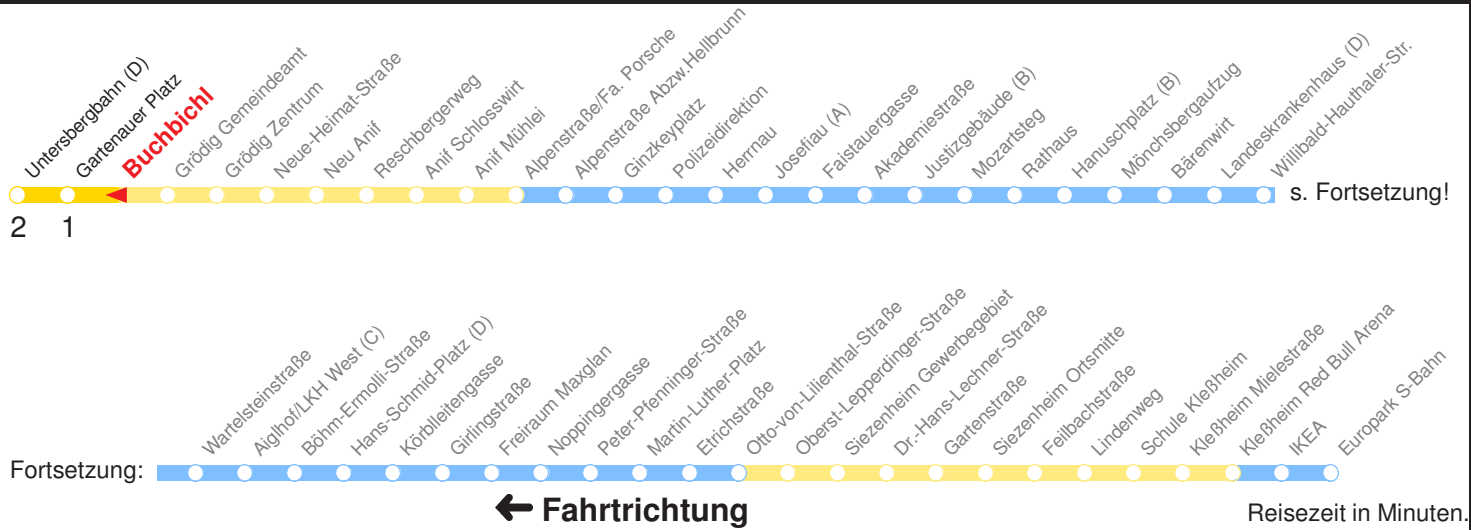 Untersbergbahn (D)
Gartenauer Platz
Buchbichl
Grödig Gemeindeamt
Grödig Zentrum
Neue-Heimat-Straße
Neu Anif
Reschbergerweg
Anif Schlosswirt
Anif Mühlei
Alpenstraße/Fa. Porsche
Alpenstraße Abzw.Hellbrunn
Ginzkeyplatz
Polizeidirektion
Herrnau
Josefiau (A)
Faistauergasse
Akademiestraße
Justizgebäude (B)
Mozartsteg
Rathaus
Hanuschplatz (B)
Mönchsbergaufzug
Bärenwirt
Landeskrankenhaus (D)
Willibald-Hauthaler-Str.
s. Fortsetzung!
2 1
Wartelsteinstraße
Aiglhof/LKH West (C)
Böhm-Ermolli-Straße
Hans-Schmid-Platz (D)
Körblleitengasse
Girlingstraße
Freiraum Maxglan
Noppingergasse
Peter-Pfenninger-Straße
Martin-Luther-Platz
Etrichstraße
Otto-von-Lilienthal-Straße
Oberst-Lepperdinger-Straße
Siezenheim Gewerbegebiet
Dr.-Hans-Lechner-Straße
Gartenstraße
Siezenheim Ortsmitte
Feilbachstraße
Lindenweg
Schule Kleßheim
Kleßheim Mielestraße
Kleßheim Red Bull Arena
IKEA
Europark S-Bahn
Fortsetzung:
Fahrtrichtung
Reisezeit in Minuten.